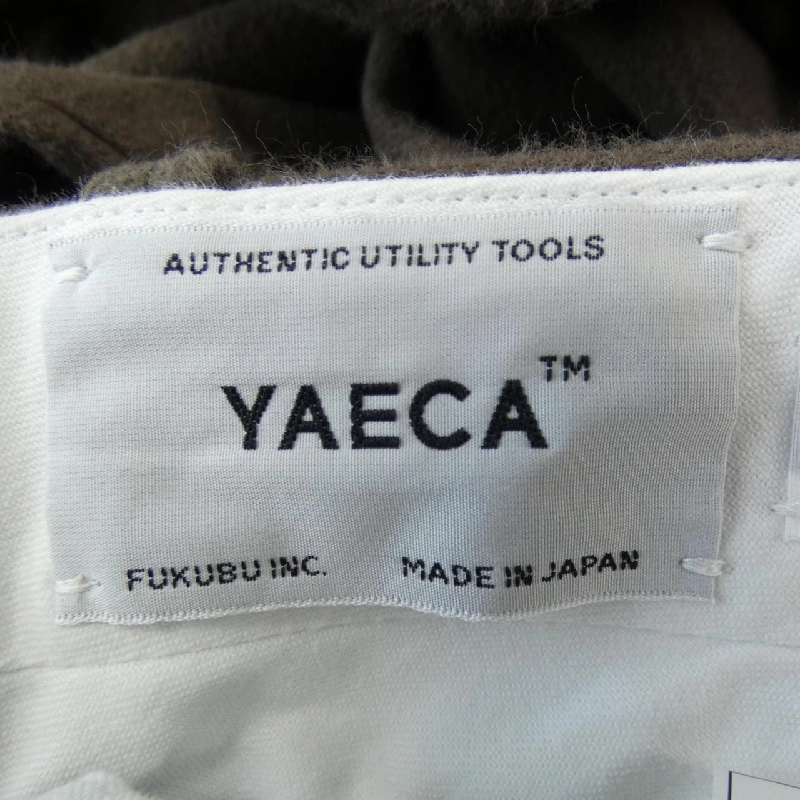 AUTHENTIC UTILITY TOOLS
YAECA™
FUKUBU INC. MADE IN JAPAN